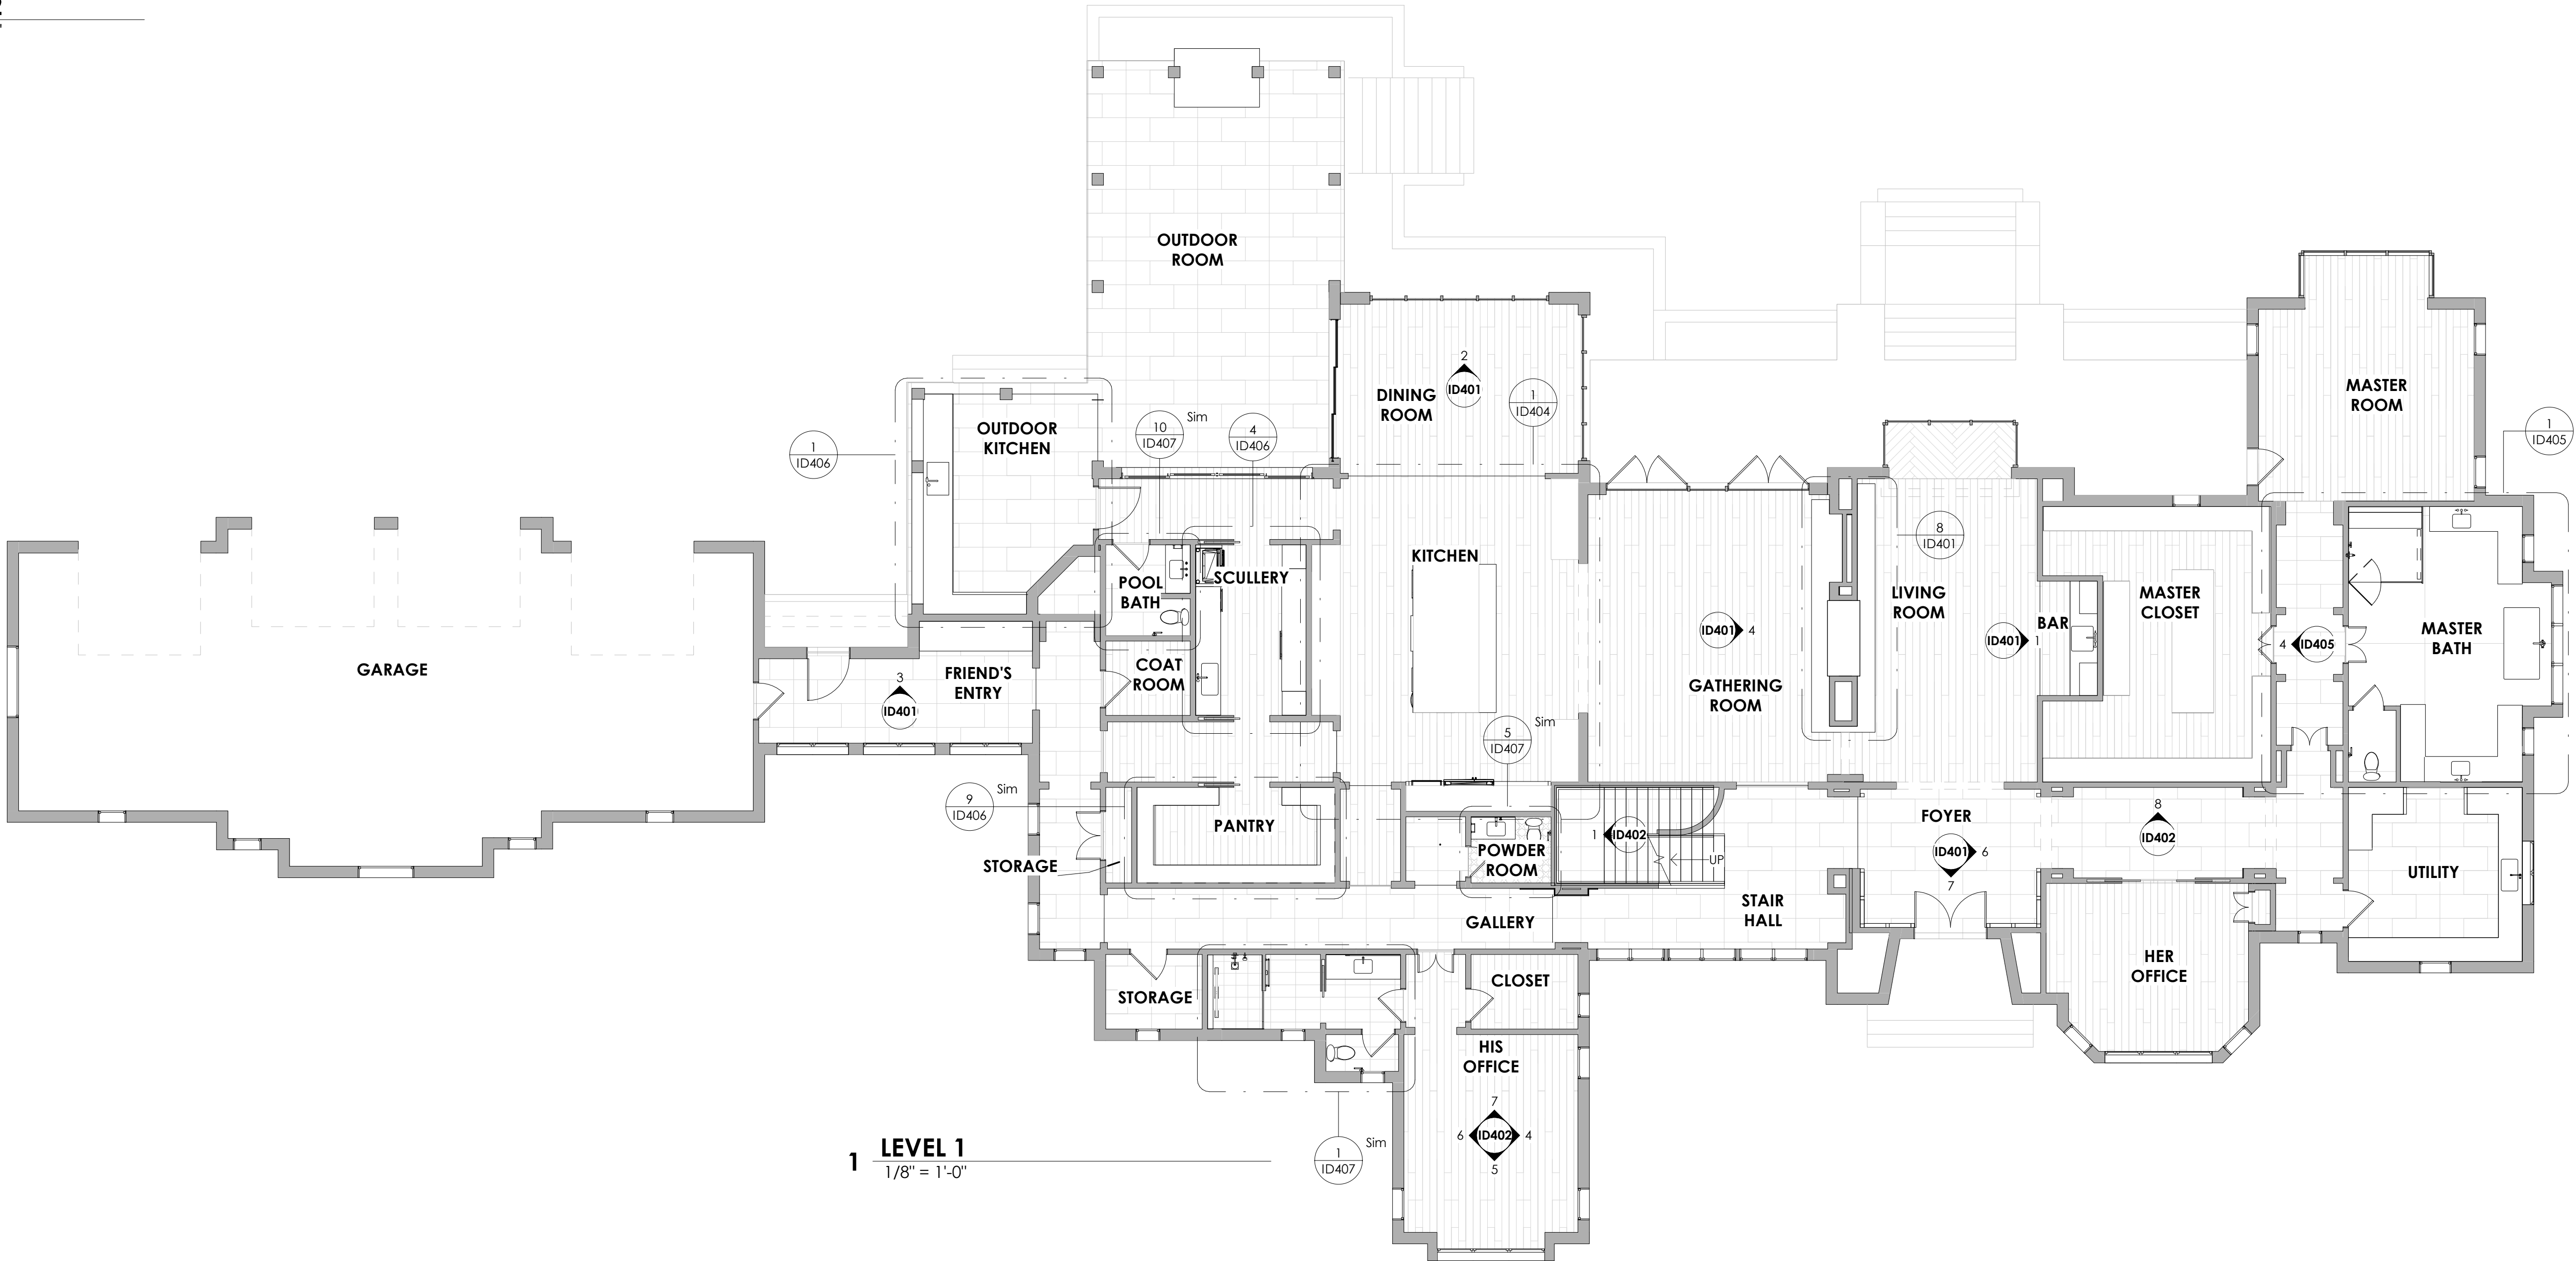 OUTDOOR
ROOM
2
ID401
DINING
ROOM
1
ID404
MASTER
ROOM
1
ID405
OUTDOOR
KITCHEN
10
ID407
Sim
4
ID406
1
ID406
KITCHEN
8
ID401
POOL
BATH
SCULLERY
LIVING
ROOM
MASTER
CLOSET
BAR
ID401
4
ID401
1
4
ID405
MASTER
BATH
GARAGE
FRIEND'S
ENTRY
3
ID401
COAT
ROOM
GATHERING
ROOM
5
ID407
Sim
9
ID406
Sim
PANTRY
STORAGE
POWDER
ROOM
1
ID402
UP
FOYER
ID401
6
7
8
ID402
UTILITY
GALLERY
STAIR
HALL
HER
OFFICE
STORAGE
CLOSET
HIS
OFFICE
7
6
ID402
4
5
1
ID407
Sim
1
LEVEL 1
1/8" = 1'-0"